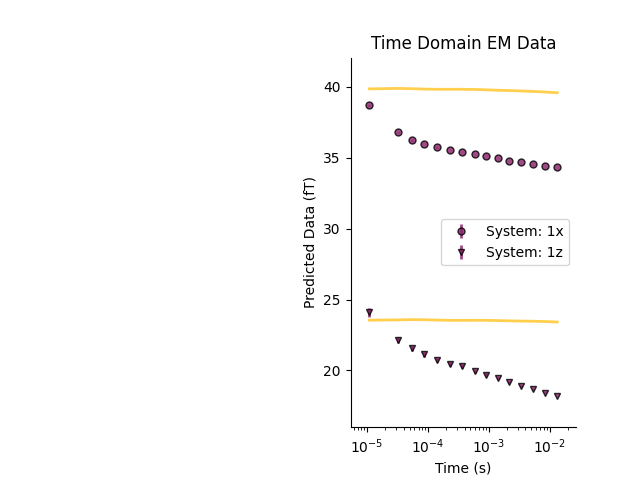 Time Domain EM Data
Predicted Data (fT)
40
35
30
25
20
System: 1x
System: 1z
10⁻⁵ 10⁻⁴ 10⁻³ 10⁻²
Time (s)